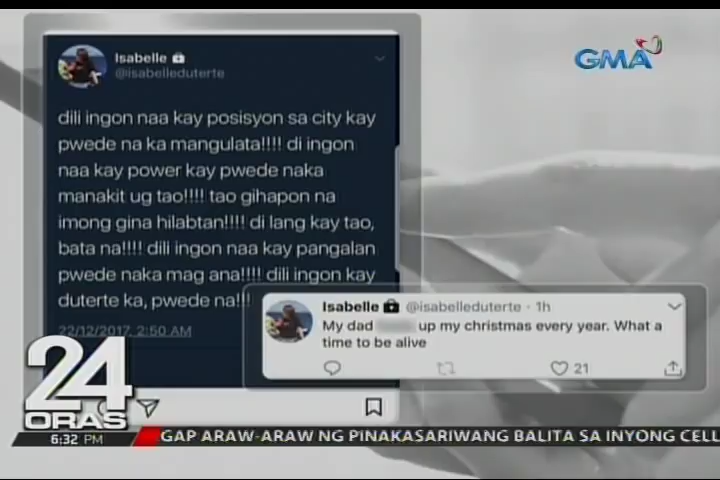 Isabelle
@isabelleduterte
dili ingon naa kay posisyon sa city kay
pwede na ka mangulata!!!! di ingon
naa kay power kay pwede naka
manakit ug tao!!!! tao gihapon na
imong gina hilabtan!!!! di lang kay tao,
bata na!!!! dili ingon naa kay pangalan
pwede naka mag ana!!!! dili ingon kay
duterte ka, pwede na!!!
22/12/2017, 2:50 AM
GMA
Isabelle @isabelleduterte · 1h
My dad up my christmas every year. What a
time to be alive
21
24
ORAS
6:32 PM
GAP ARAW-ARAW NG PINAKASARIWANG BALITA SA INYONG CELL